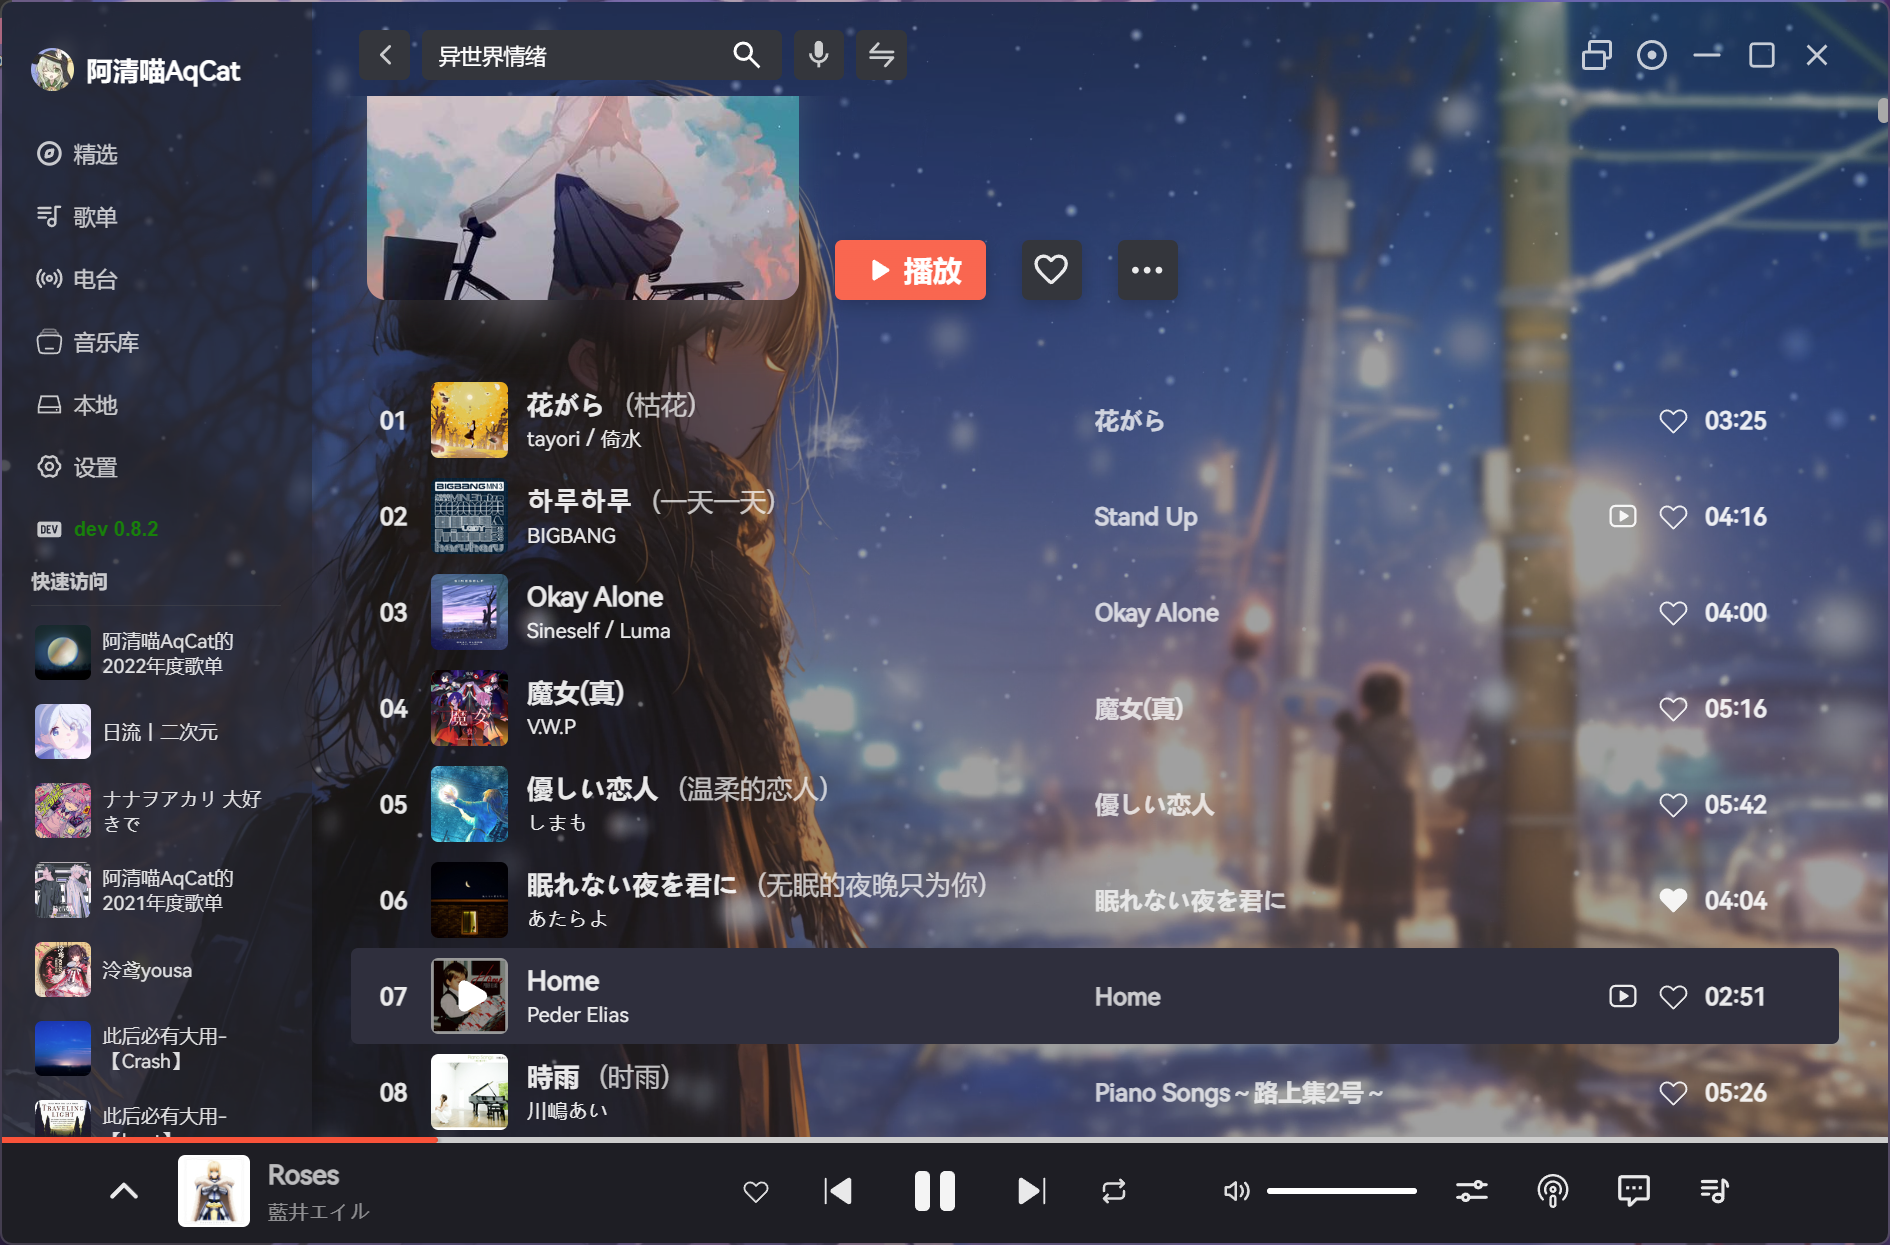 阿清喵AqCat
异世界情绪
精选
歌单
电台
音乐库
本地
设置
DEV dev 0.8.2
快速访问
阿清喵AqCat的
2022年度歌单
日流丨二次元
ナナヲアカリ 大好
きで
阿清喵AqCat的
2021年度歌单
泠鸢yousa
此后必有大用-
【Crash】
TRAVELING
LIGHT
此后必有大用-
播放
01 花がら （枯花） 花がら 03:25
tayori / 倚水
BIGBANG
02 하루하루 （一天一天） Stand Up 04:16
BIGBANG
03 Okay Alone Okay Alone 04:00
Sineself / Luma
04 魔女(真) 魔女(真) 05:16
V.W.P
05 優しい恋人 （温柔的恋人） 優しい恋人 05:42
しまも
06 眠れない夜を君に （无眠的夜晚只为你） 眠れない夜を君に 04:04
あたらよ
07 Home Home 02:51
Peder Elias
08 時雨 （时雨） Piano Songs～路上集2号～ 05:26
川嶋あい
Roses
藍井エイル